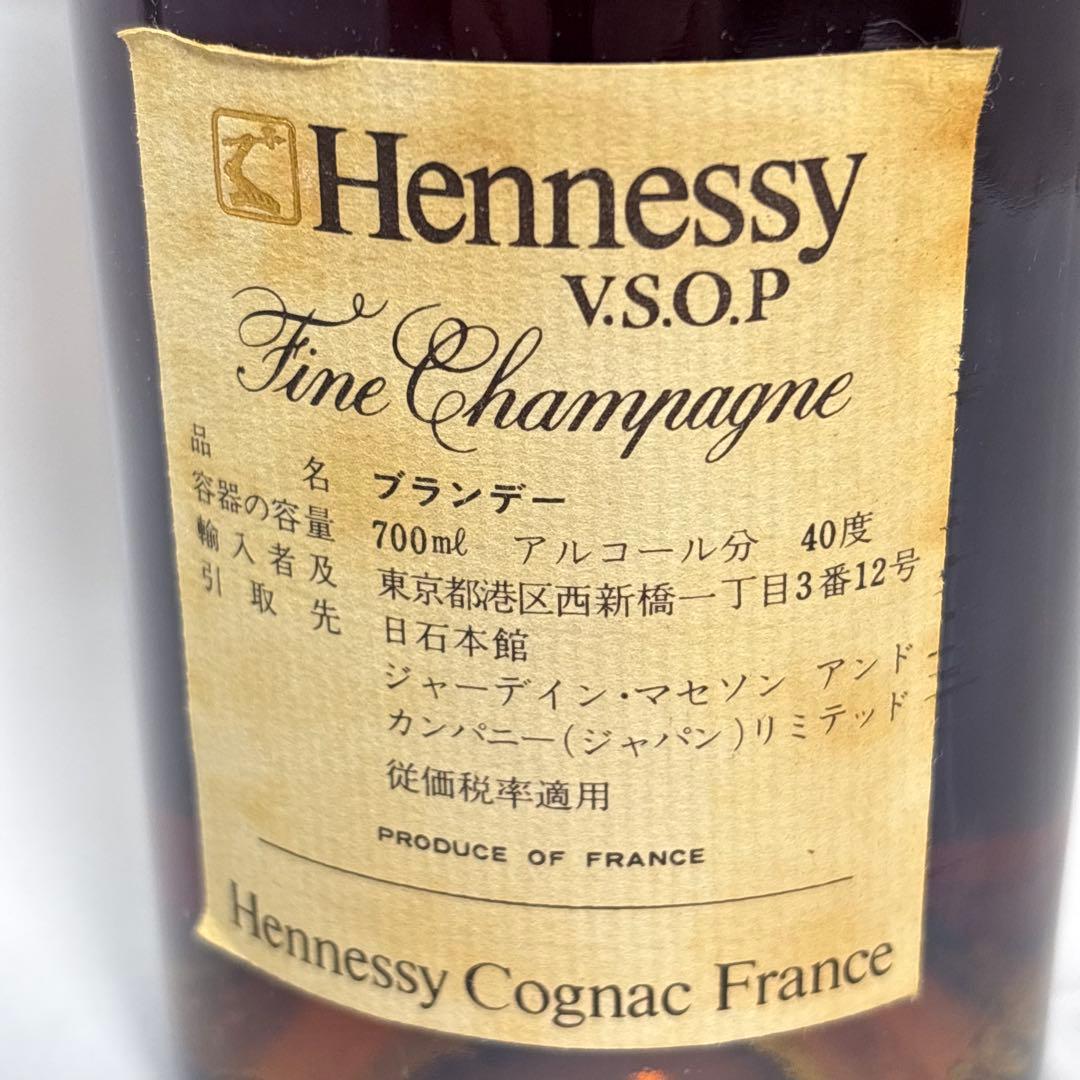 Hennessy
V.S.O.P
Fine Champagne
品名 ブランデー
容器の容量 700ml アルコール分 40度
輸入者及 東京都港区西新橋一丁目3番12号
引取先 日石本館
ジャーデイン・マセソン アンド
カンパニー(ジャパン)リミテッド
従価税率適用
PRODUCE OF FRANCE
Hennessy Cognac France